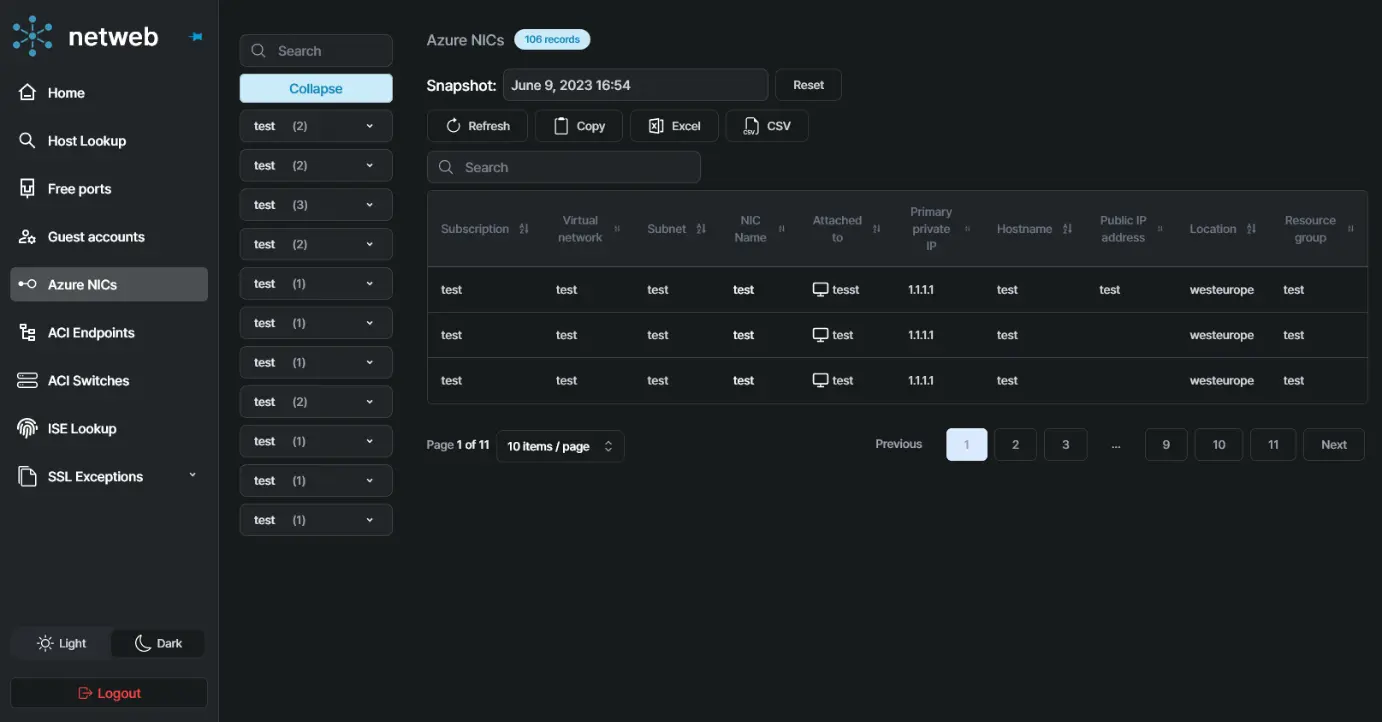 netweb
Home
Host Lookup
Free ports
Guest accounts
Azure NICs
ACI Endpoints
ACI Switches
ISE Lookup
SSL Exceptions
Light Dark
Logout
Search
Collapse
test (2)
test (2)
test (3)
test (2)
test (1)
test (1)
test (1)
test (2)
test (1)
test (1)
test (1)
Azure NICs 106 records
Snapshot: June 9, 2023 16:54 Reset
Refresh Copy Excel CSV
Search
Subscription Virtual network Subnet NIC Name Attached to Primary private IP Hostname Public IP address Location Resource group
test test test test tesst 1.1.1.1 test test westeurope test
test test test test test 1.1.1.1 test westeurope test
test test test test test 1.1.1.1 test westeurope test
Page 1 of 11 10 items / page Previous 1 2 3 ... 9 10 11 Next